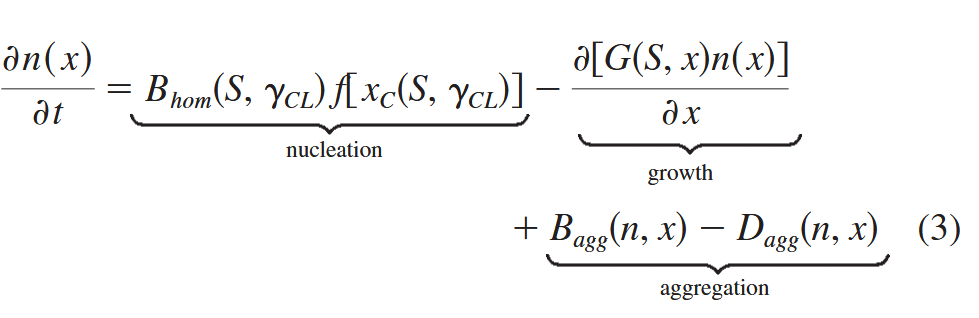 ∂n(x)/∂t = B_hom(S, γ_CL) f[x_C(S, γ_CL)] − ∂[G(S, x)n(x)]/∂x
nucleation
growth
+ B_agg(n, x) − D_agg(n, x) (3)
aggregation